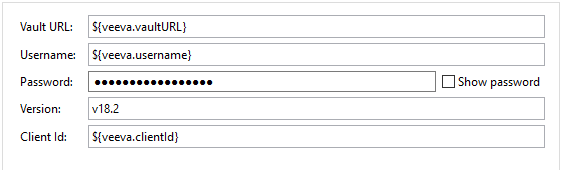 Vault URL: ${veeva.vaultURL}
Username: ${veeva.username}
Password: ●●●●●●●●●●●●●●●●● Show password
Version: v18.2
Client Id: ${veeva.clientId}